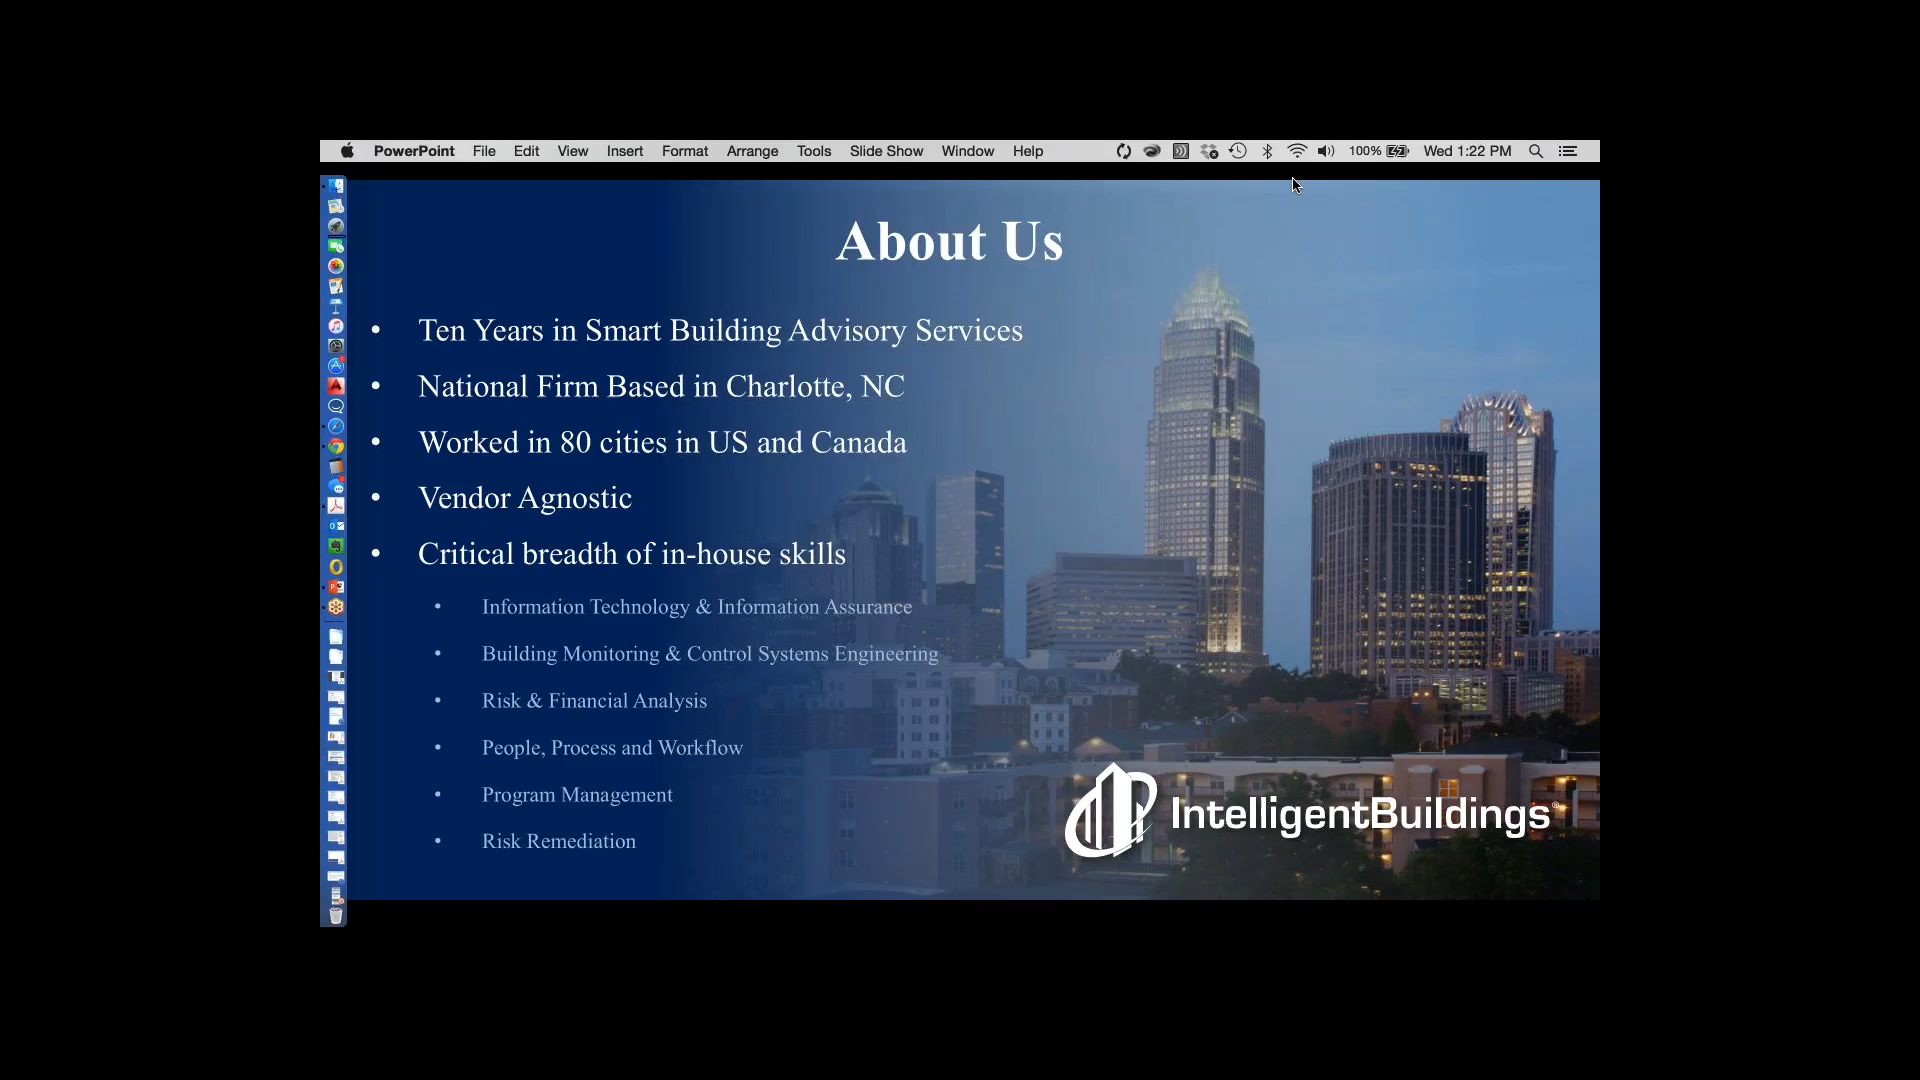 PowerPoint File Edit View Insert Format Arrange Tools Slide Show Window Help 100% Wed 1:22 PM
About Us
• Ten Years in Smart Building Advisory Services
• National Firm Based in Charlotte, NC
• Worked in 80 cities in US and Canada
• Vendor Agnostic
• Critical breadth of in-house skills
• Information Technology & Information Assurance
• Building Monitoring & Control Systems Engineering
• Risk & Financial Analysis
• People, Process and Workflow
• Program Management
• Risk Remediation
IntelligentBuildings®